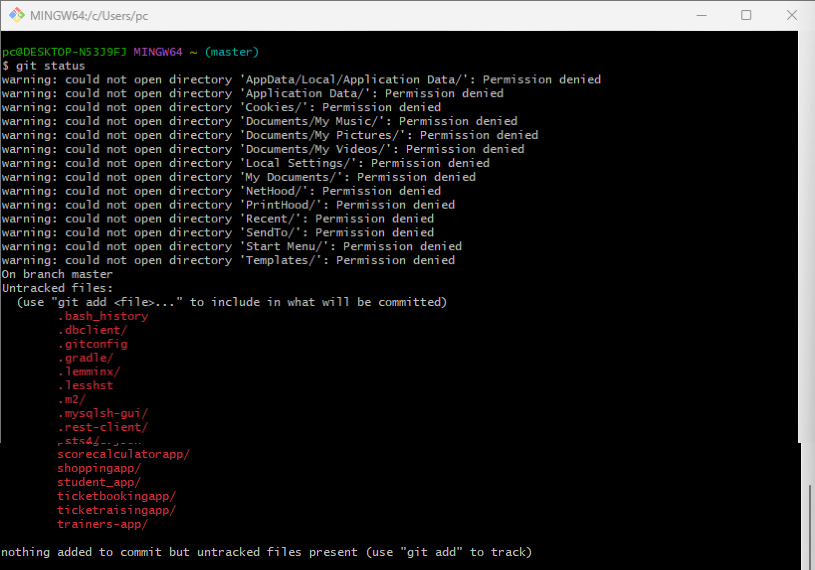 MINGW64:/c/Users/pc
pc@DESKTOP-N53J9FJ MINGW64 ~ (master)
$ git status
warning: could not open directory 'AppData/Local/Application Data/': Permission denied
warning: could not open directory 'Application Data/': Permission denied
warning: could not open directory 'Cookies/': Permission denied
warning: could not open directory 'Documents/My Music/': Permission denied
warning: could not open directory 'Documents/My Pictures/': Permission denied
warning: could not open directory 'Documents/My Videos/': Permission denied
warning: could not open directory 'Local Settings/': Permission denied
warning: could not open directory 'My Documents/': Permission denied
warning: could not open directory 'NetHood/': Permission denied
warning: could not open directory 'PrintHood/': Permission denied
warning: could not open directory 'Recent/': Permission denied
warning: could not open directory 'SendTo/': Permission denied
warning: could not open directory 'Start Menu/': Permission denied
warning: could not open directory 'Templates/': Permission denied
On branch master
Untracked files:
(use "git add <file>..." to include in what will be committed)
.bash_history
.dbclient/
.gitconfig
.gradle/
.lemminx/
.lesshst
.m2/
.mysqlsh-gui/
.rest-client/
scorecalculatorapp/
shoppingapp/
student_app/
ticketbookingapp/
ticketraisingapp/
trainers-app/
nothing added to commit but untracked files present (use "git add" to track)